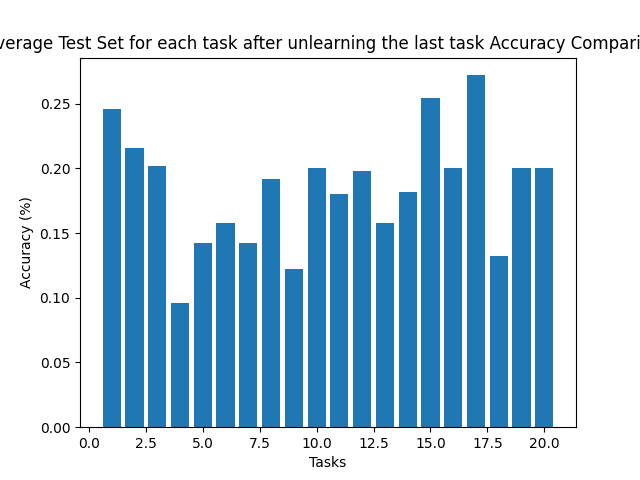 verage Test Set for each task after unlearning the last task Accuracy Compari
0.25
0.20
0.15
0.10
0.05
0.00
Accuracy (%)
0.0 2.5 5.0 7.5 10.0 12.5 15.0 17.5 20.0
Tasks